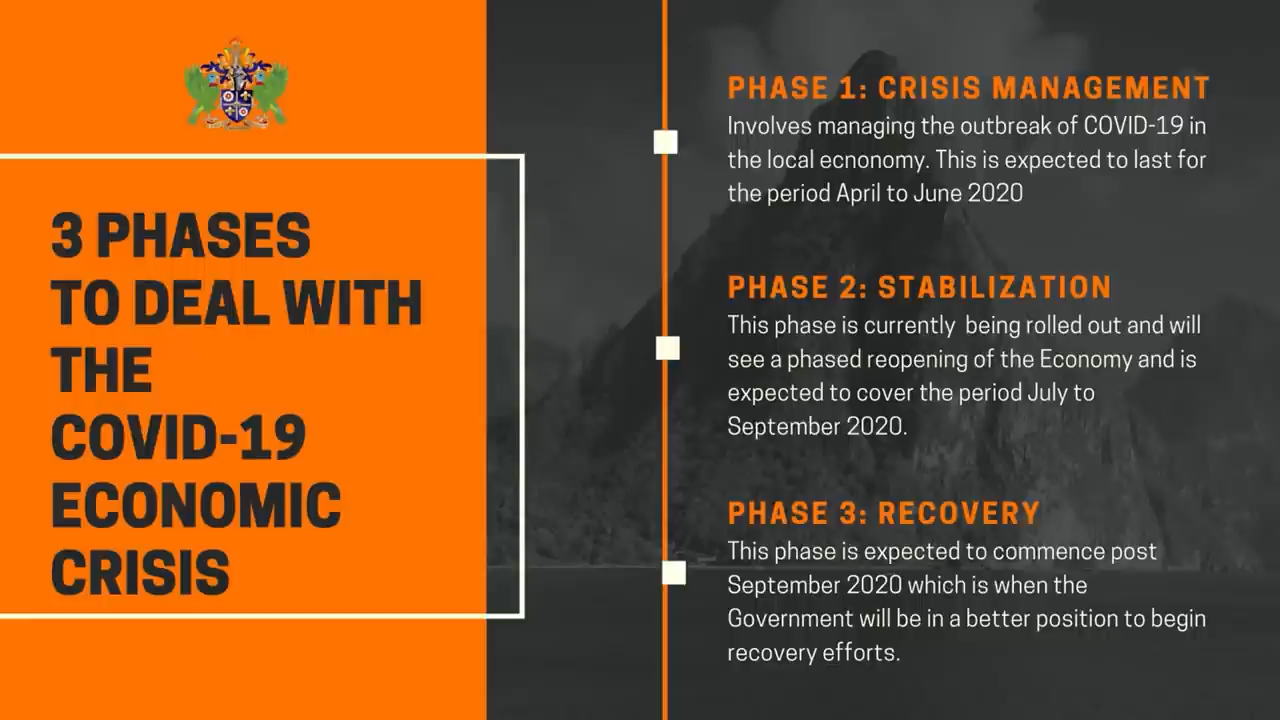 3 PHASES
TO DEAL WITH
THE
COVID-19
ECONOMIC
CRISIS
PHASE 1: CRISIS MANAGEMENT
Involves managing the outbreak of COVID-19 in
the local ecnonomy. This is expected to last for
the period April to June 2020
PHASE 2: STABILIZATION
This phase is currently  being rolled out and will
see a phased reopening of the Economy and is
expected to cover the period July to
September 2020.
PHASE 3: RECOVERY
This phase is expected to commence post
September 2020 which is when the
Government will be in a better position to begin
recovery efforts.